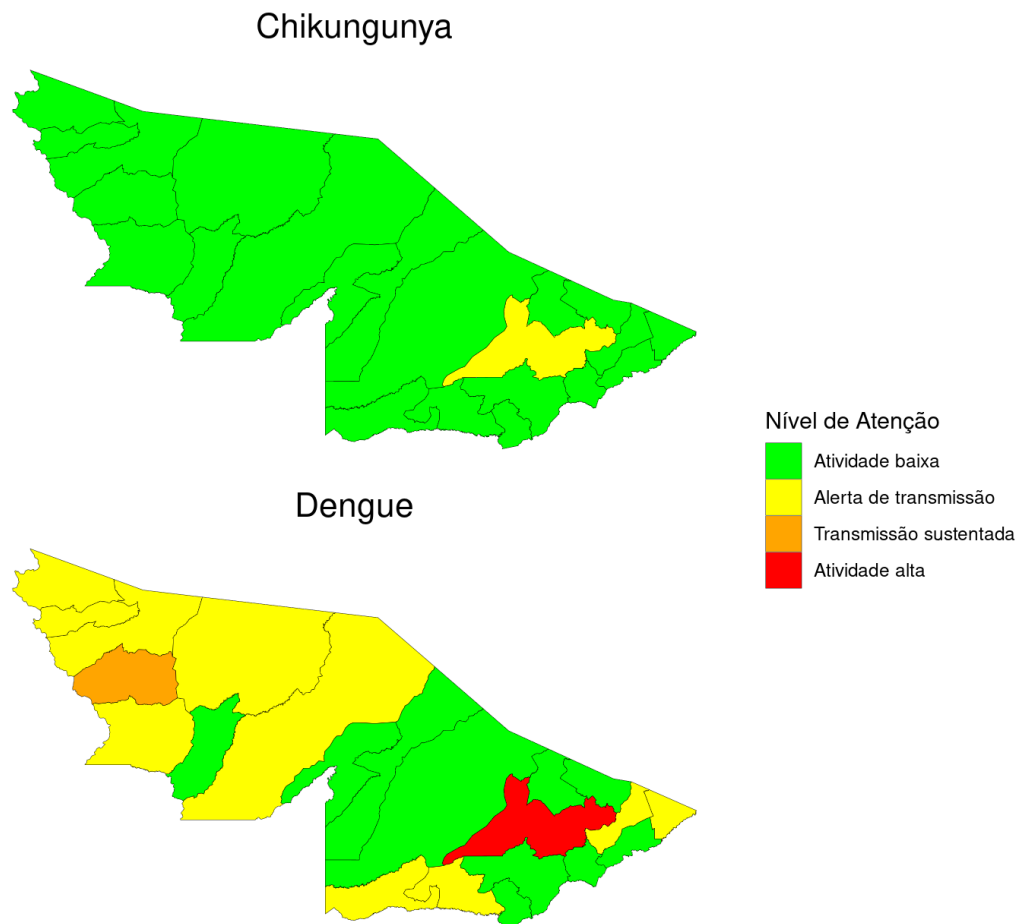 Chikungunya
Nível de Atenção
Atividade baixa
Alerta de transmissão
Transmissão sustentada
Atividade alta
Dengue